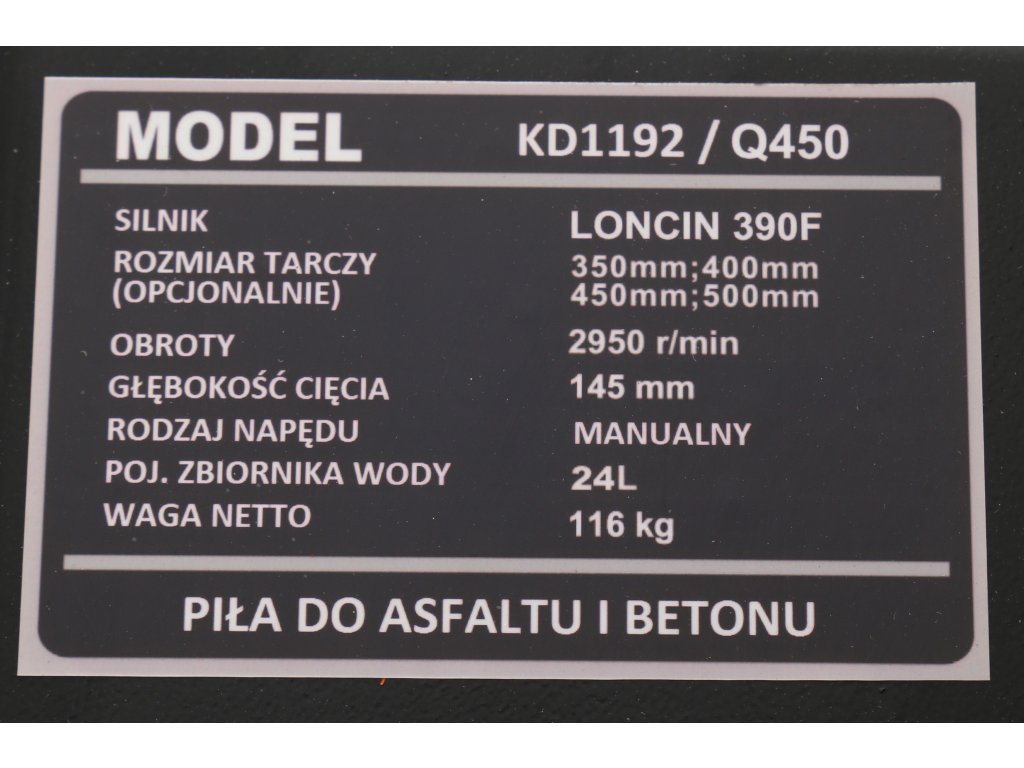 MODEL KD1192 / Q450
SILNIK LONCIN 390F
ROZMIAR TARCZY 350mm;400mm
(OPCJONALNIE) 450mm;500mm
OBROTY 2950 r/min
GŁĘBOKOŚĆ CIĘCIA 145 mm
RODZAJ NAPĘDU MANUALNY
POJ. ZBIORNIKA WODY 24L
WAGA NETTO 116 kg
PIŁA DO ASFALTU I BETONU